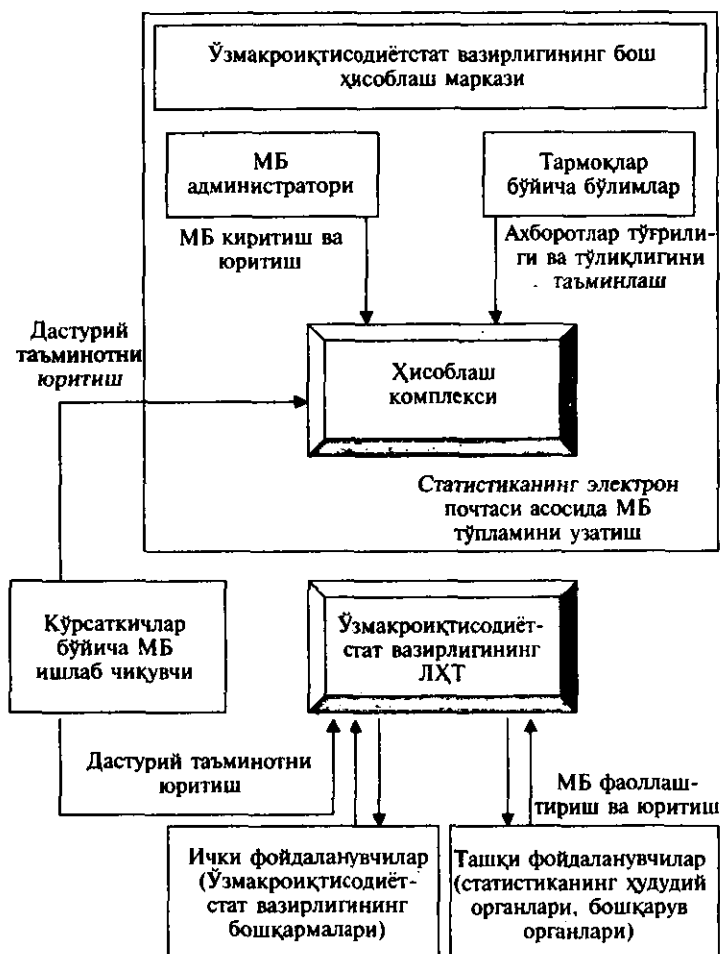 Ўзмакроиқтисодиётстат вазирлигининг бош
ҳисоблаш маркази
МБ
администратори
Тармоқлар
бўйича бўлимлар
МБ киритиш ва
юритиш
Ахборотлар тўғрили-
ги ва тўлиқлигини
таъминлаш
Дастурий
таъминотни
юритиш
Ҳисоблаш
комплекси
Статистиканинг электрон
почтаси асосида МБ
тўпламини узатиш
Кўрсаткичлар
бўйича МБ
ишлаб чиқувчи
Ўзмакроиқтисодиёт-
стат вазирлигининг
ЛҲТ
Дастурий таъминотни
юритиш
МБ фаоллаш-
тириш ва юритиш
Ички фойдаланувчилар
(Ўзмакроиқтисодиёт-
стат вазирлигининг
бошқармалари)
Ташқи фойдаланувчилар
(статистиканинг ҳудудий
органлари, бошқарув
органлари)